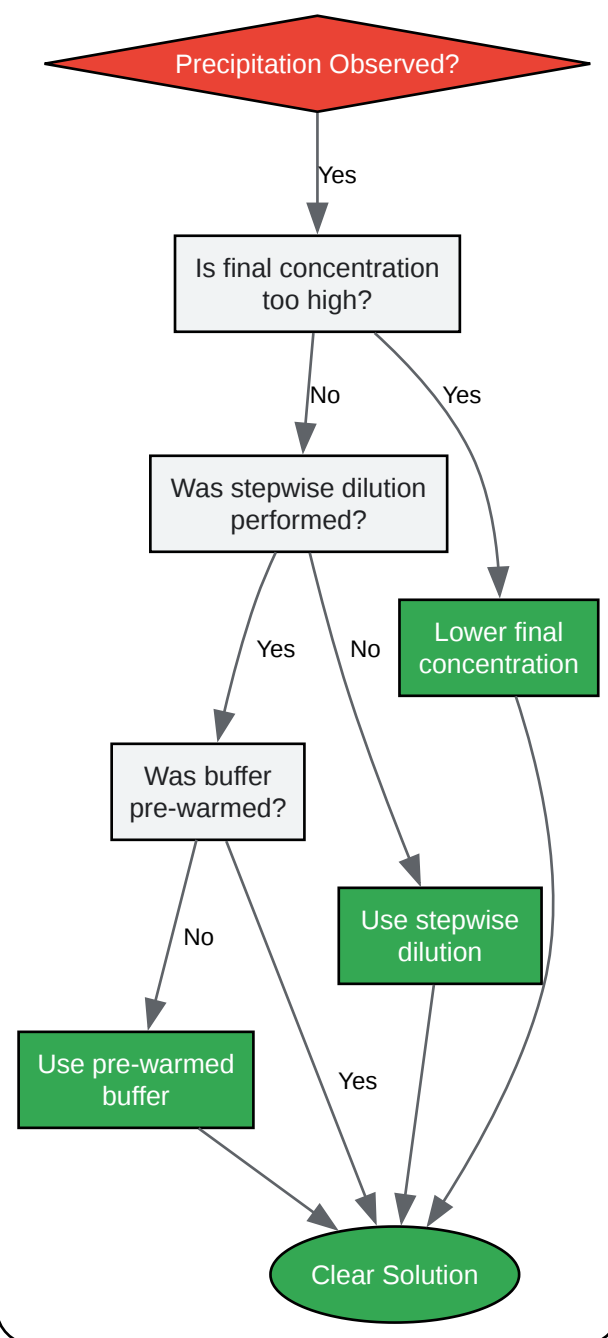 Precipitation Observed?
Yes
Is final concentration
too high?
No
Yes
Was stepwise dilution
performed?
Yes
No
Lower final
concentration
Was buffer
pre-warmed?
No
Use stepwise
dilution
Use pre-warmed
buffer
Yes
Clear Solution